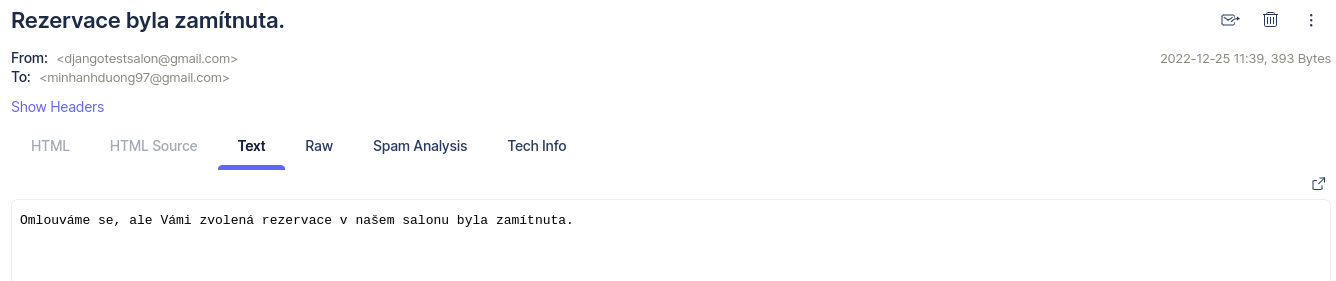 Rezervace byla zamítnuta.
From: <djangotestsalon@gmail.com>
2022-12-25 11:39, 393 Bytes
To: <minhanhduong97@gmail.com>
Show Headers
HTML HTML Source Text Raw Spam Analysis Tech Info
Omlouváme se, ale Vámi zvolená rezervace v našem salonu byla zamítnuta.